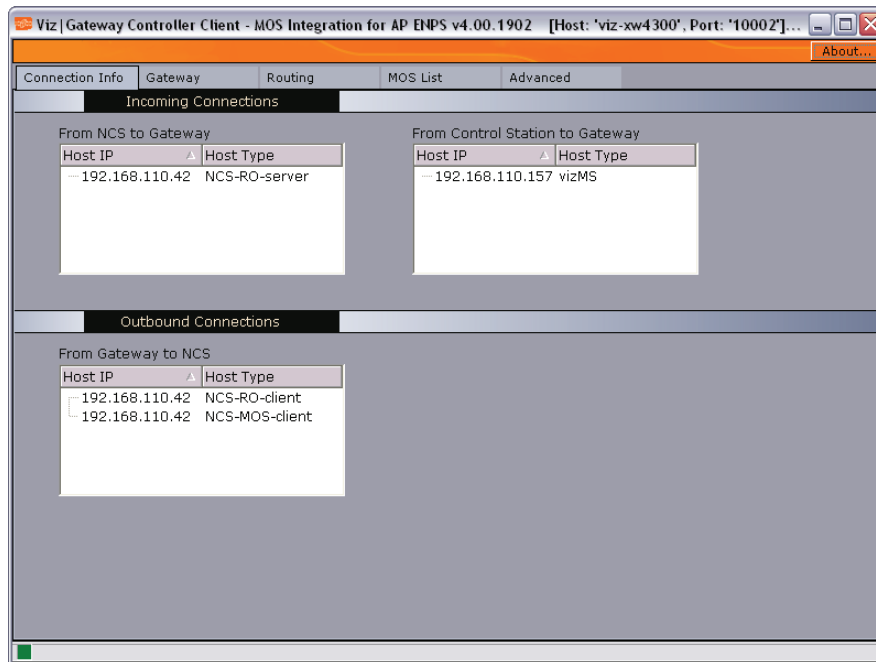 Viz|Gateway Controller Client - MOS Integration for AP ENPS v4.00.1902 [Host: 'viz-xw4300', Port: '10002']...
About...
Connection Info Gateway Routing MOS List Advanced
Incoming Connections
From NCS to Gateway From Control Station to Gateway
Host IP Host Type Host IP Host Type
192.168.110.42 NCS-RO-server 192.168.110.157 vizMS
Outbound Connections
From Gateway to NCS
Host IP Host Type
192.168.110.42 NCS-RO-client
192.168.110.42 NCS-MOS-client